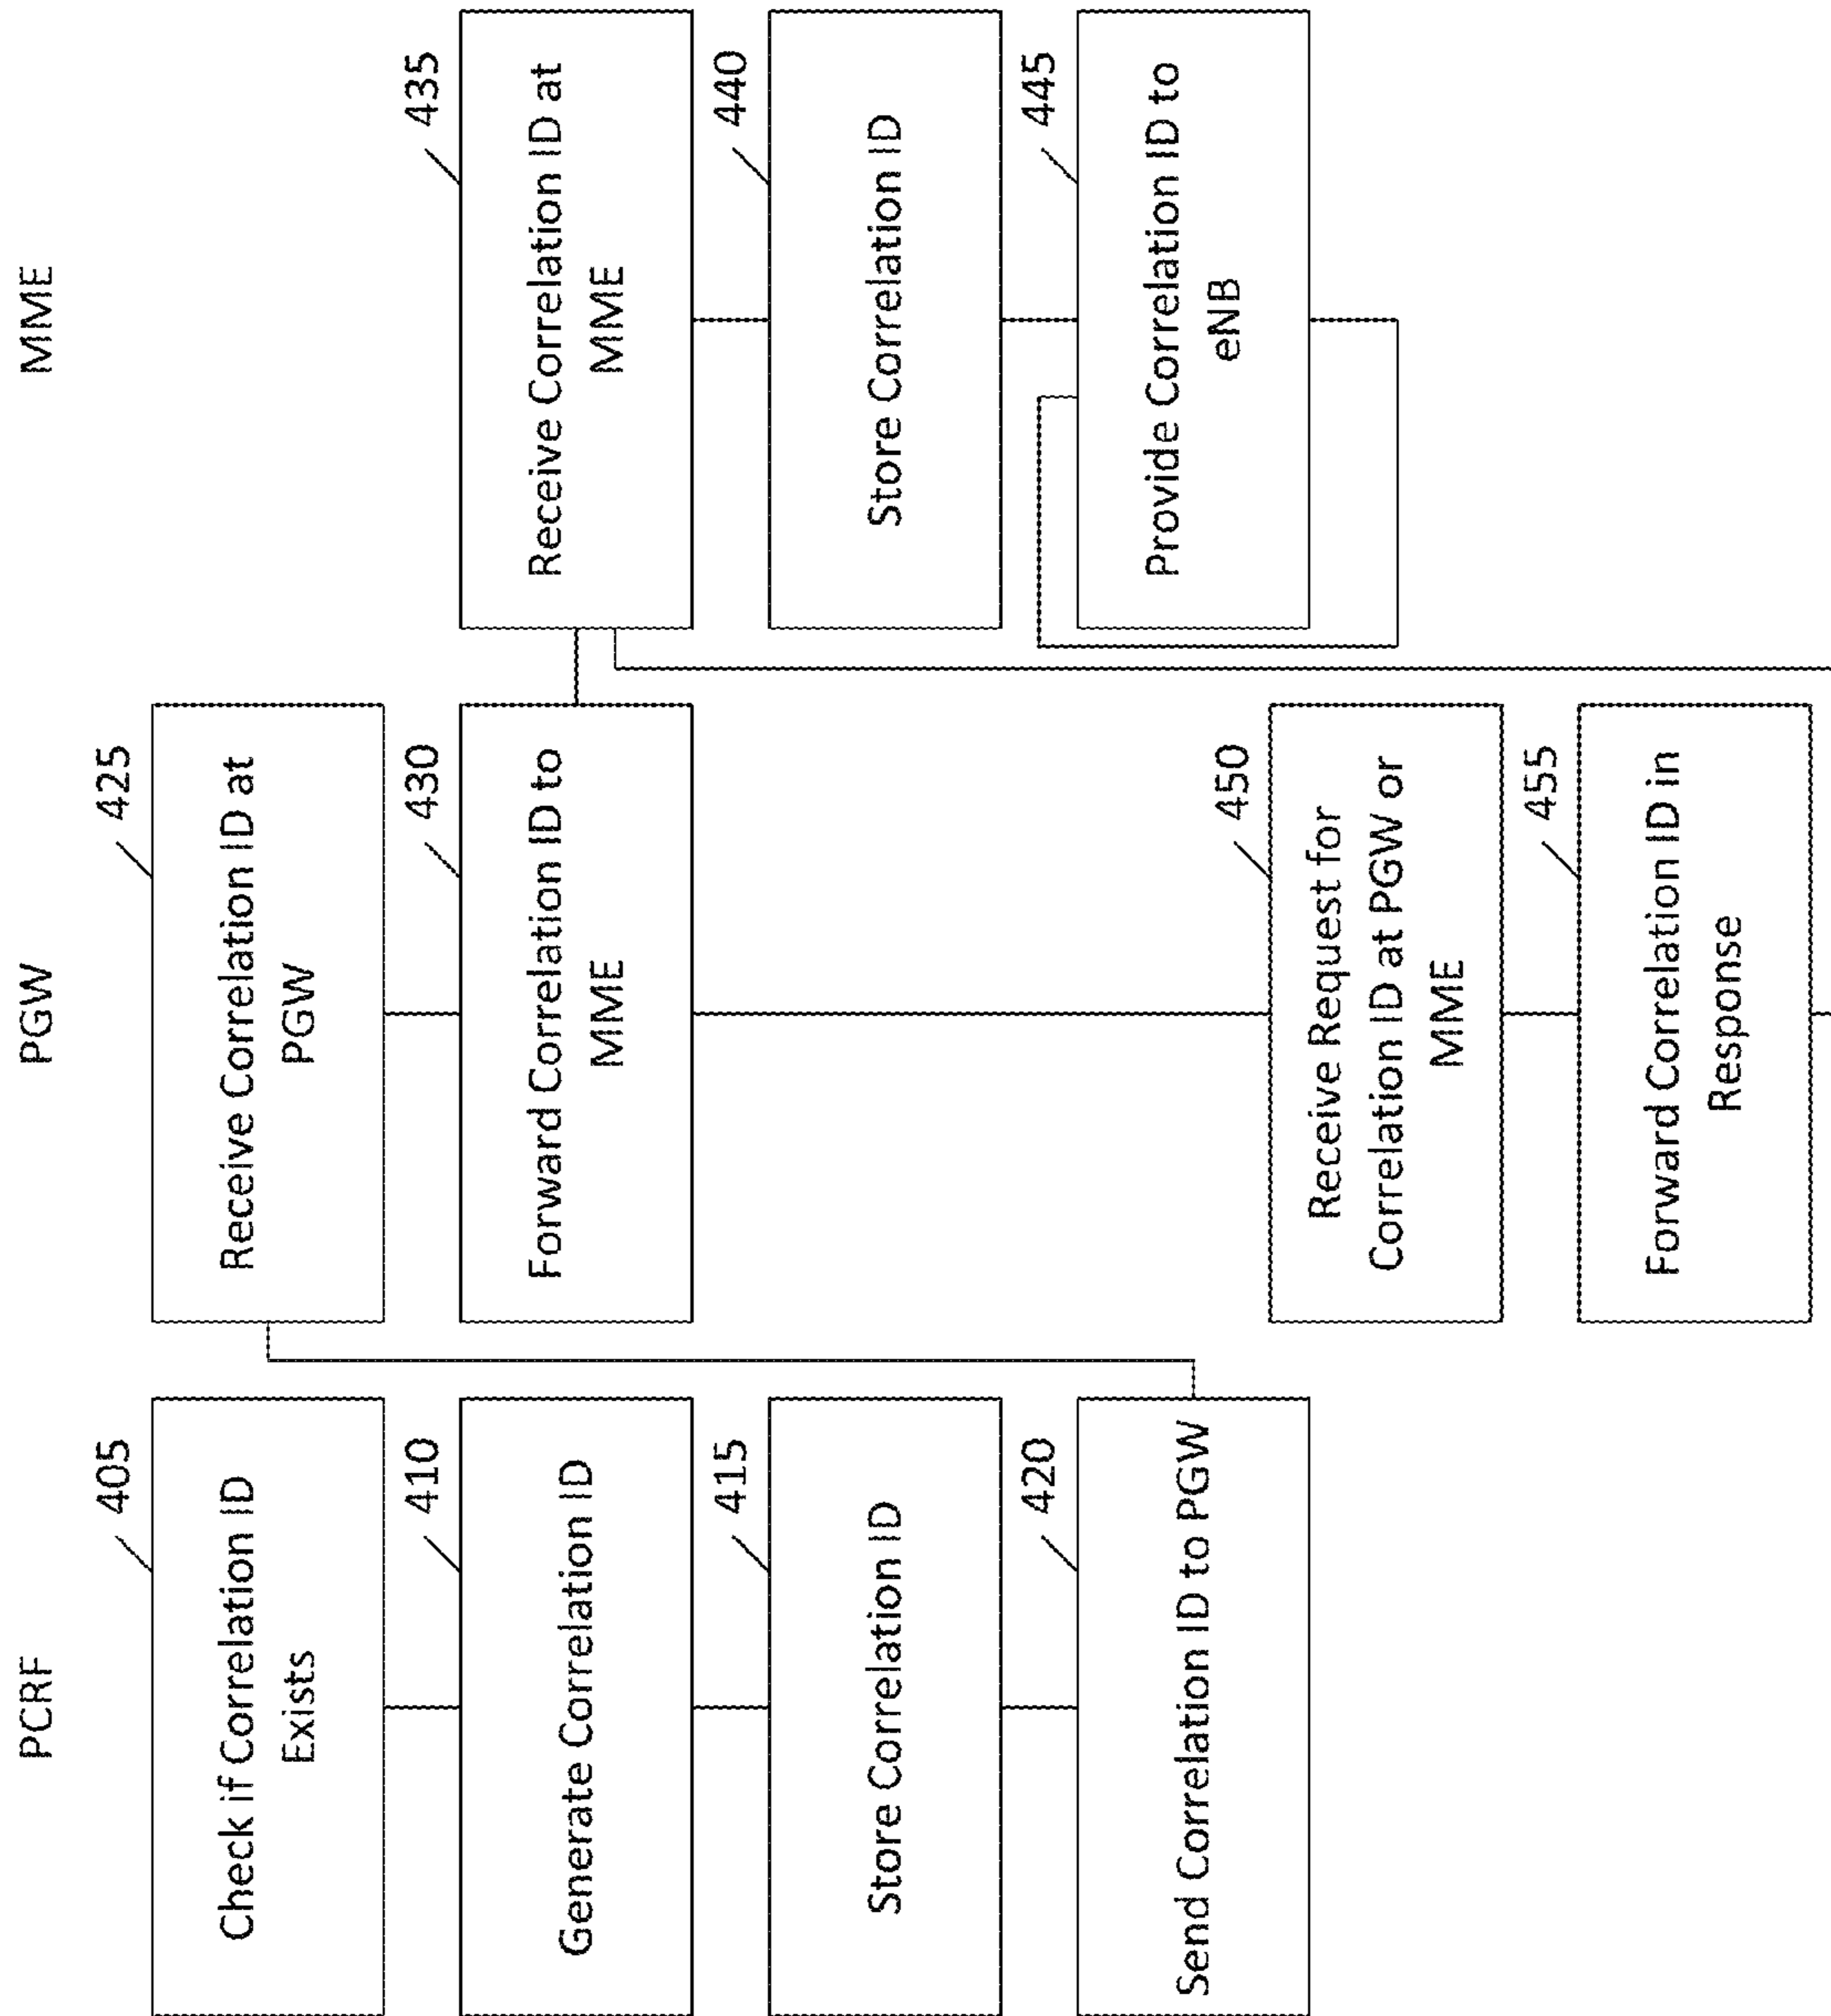 PCRF
405
Check if Correlation ID
Exists
410
Generate Correlation ID
415
Store Correlation ID
420
Send Correlation ID to PGW
PGW
425
Receive Correlation ID at
PGW
430
Forward Correlation ID to
MME
450
Receive Request for
Correlation ID at PGW or
MME
455
Forward Correlation ID in
Response
MME
435
Receive Correlation ID at
MME
440
Store Correlation ID
445
Provide Correlation ID to
eNB